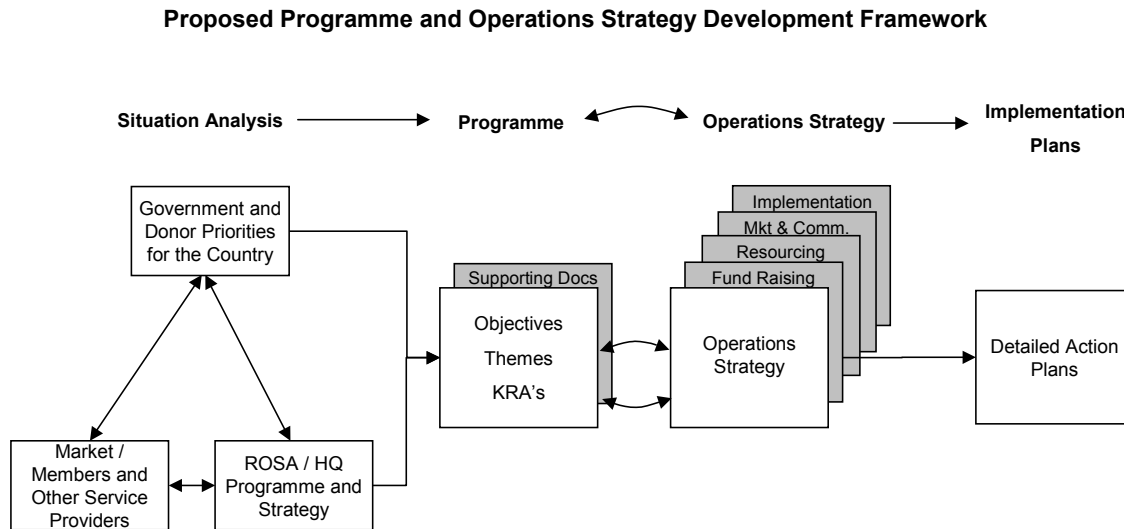 Proposed Programme and Operations Strategy Development Framework
Situation Analysis
Programme
Operations Strategy
Implementation
Plans
Government and
Donor Priorities
for the Country
Market /
Members and
Other Service
Providers
ROSA / HQ
Programme and
Strategy
Supporting Docs
Objectives
Themes
KRA's
Implementation
Mkt & Comm.
Resourcing
Fund Raising
Operations
Strategy
Detailed Action
Plans